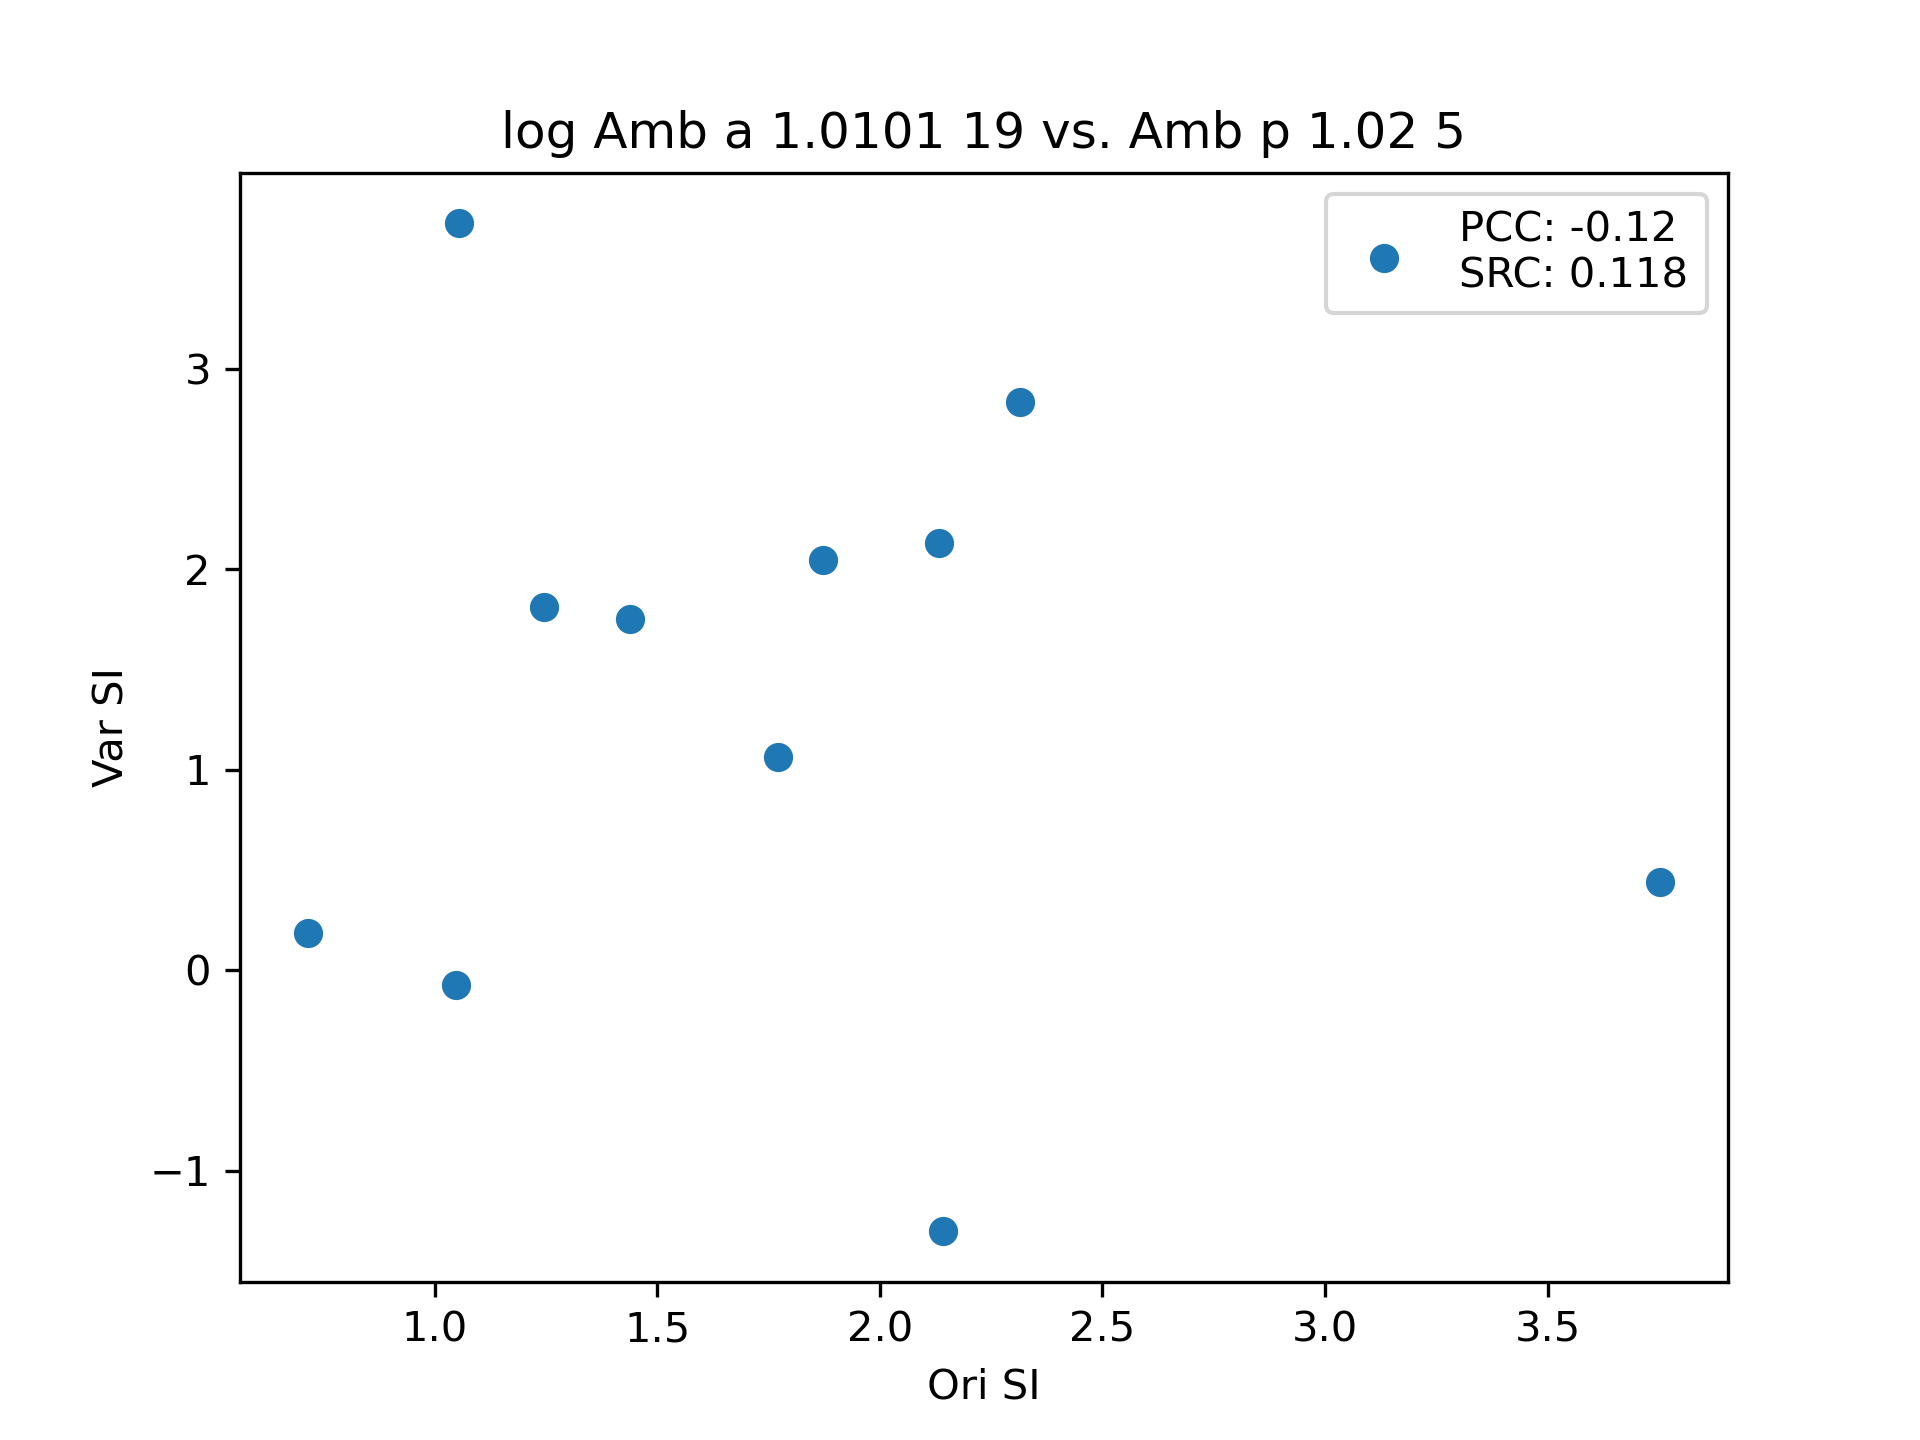 log Amb a 1.0101 19 vs. Amb p 1.02 5
PCC: -0.12
SRC: 0.118
3
2
1
0
−1
Var SI
1.0 1.5 2.0 2.5 3.0 3.5
Ori SI